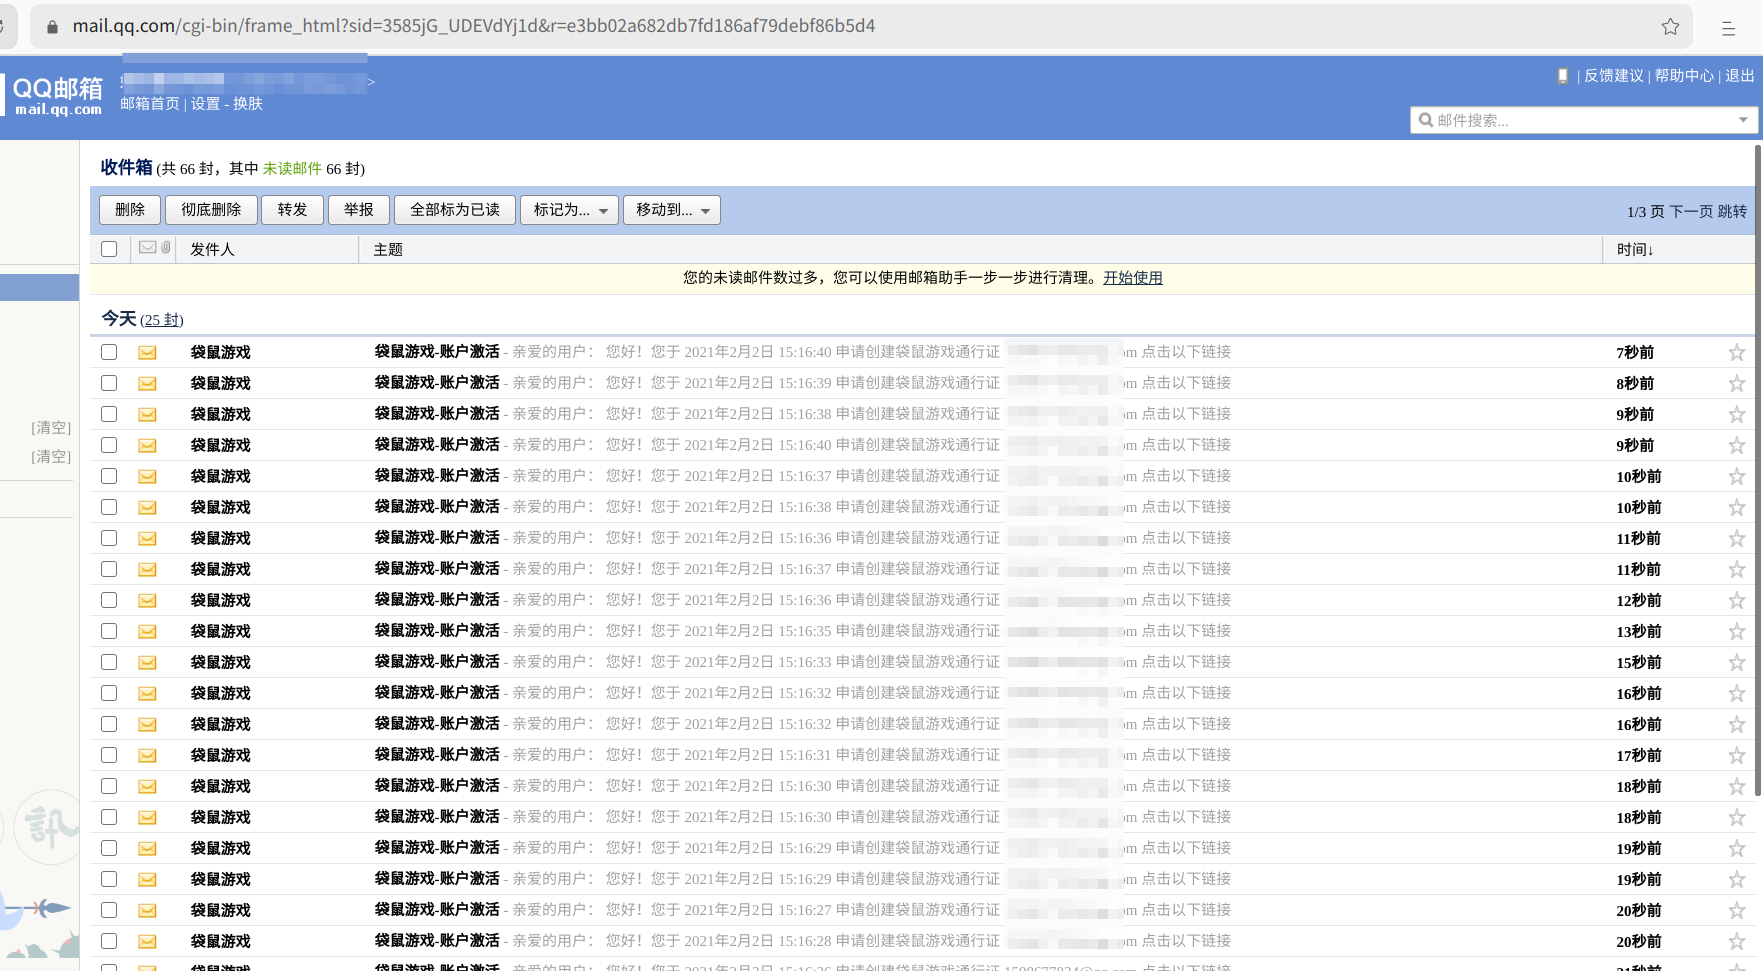 mail.qq.com/cgi-bin/frame_html?sid=3585jG_UDEVdYj1d&r=e3bb02a682db7fd186af79debf86b5d4
QQ邮箱
mail.qq.com
>
邮箱首页 | 设置 - 换肤
| 反馈建议 | 帮助中心 | 退出
邮件搜索...
收件箱 (共 66 封，其中 未读邮件 66 封)
删除 彻底删除 转发 举报 全部标为已读 标记为... 移动到...
1/3 页 下一页 跳转
发件人 主题 时间↓
您的未读邮件数过多，您可以使用邮箱助手一步一步进行清理。开始使用
今天 (25 封)
[清空]
[清空]
訊
袋鼠游戏 袋鼠游戏-账户激活 - 亲爱的用户： 您好！您于 2021年2月2日 15:16:40 申请创建袋鼠游戏通行证 om 点击以下链接 7秒前
袋鼠游戏 袋鼠游戏-账户激活 - 亲爱的用户： 您好！您于 2021年2月2日 15:16:39 申请创建袋鼠游戏通行证 om 点击以下链接 8秒前
袋鼠游戏 袋鼠游戏-账户激活 - 亲爱的用户： 您好！您于 2021年2月2日 15:16:38 申请创建袋鼠游戏通行证 om 点击以下链接 9秒前
袋鼠游戏 袋鼠游戏-账户激活 - 亲爱的用户： 您好！您于 2021年2月2日 15:16:40 申请创建袋鼠游戏通行证 om 点击以下链接 9秒前
袋鼠游戏 袋鼠游戏-账户激活 - 亲爱的用户： 您好！您于 2021年2月2日 15:16:37 申请创建袋鼠游戏通行证 om 点击以下链接 10秒前
袋鼠游戏 袋鼠游戏-账户激活 - 亲爱的用户： 您好！您于 2021年2月2日 15:16:38 申请创建袋鼠游戏通行证 om 点击以下链接 10秒前
袋鼠游戏 袋鼠游戏-账户激活 - 亲爱的用户： 您好！您于 2021年2月2日 15:16:36 申请创建袋鼠游戏通行证 om 点击以下链接 11秒前
袋鼠游戏 袋鼠游戏-账户激活 - 亲爱的用户： 您好！您于 2021年2月2日 15:16:37 申请创建袋鼠游戏通行证 om 点击以下链接 11秒前
袋鼠游戏 袋鼠游戏-账户激活 - 亲爱的用户： 您好！您于 2021年2月2日 15:16:36 申请创建袋鼠游戏通行证 om 点击以下链接 12秒前
袋鼠游戏 袋鼠游戏-账户激活 - 亲爱的用户： 您好！您于 2021年2月2日 15:16:35 申请创建袋鼠游戏通行证 om 点击以下链接 13秒前
袋鼠游戏 袋鼠游戏-账户激活 - 亲爱的用户： 您好！您于 2021年2月2日 15:16:33 申请创建袋鼠游戏通行证 om 点击以下链接 15秒前
袋鼠游戏 袋鼠游戏-账户激活 - 亲爱的用户： 您好！您于 2021年2月2日 15:16:32 申请创建袋鼠游戏通行证 om 点击以下链接 16秒前
袋鼠游戏 袋鼠游戏-账户激活 - 亲爱的用户： 您好！您于 2021年2月2日 15:16:32 申请创建袋鼠游戏通行证 om 点击以下链接 16秒前
袋鼠游戏 袋鼠游戏-账户激活 - 亲爱的用户： 您好！您于 2021年2月2日 15:16:31 申请创建袋鼠游戏通行证 om 点击以下链接 17秒前
袋鼠游戏 袋鼠游戏-账户激活 - 亲爱的用户： 您好！您于 2021年2月2日 15:16:30 申请创建袋鼠游戏通行证 om 点击以下链接 18秒前
袋鼠游戏 袋鼠游戏-账户激活 - 亲爱的用户： 您好！您于 2021年2月2日 15:16:30 申请创建袋鼠游戏通行证 om 点击以下链接 18秒前
袋鼠游戏 袋鼠游戏-账户激活 - 亲爱的用户： 您好！您于 2021年2月2日 15:16:29 申请创建袋鼠游戏通行证 om 点击以下链接 19秒前
袋鼠游戏 袋鼠游戏-账户激活 - 亲爱的用户： 您好！您于 2021年2月2日 15:16:29 申请创建袋鼠游戏通行证 om 点击以下链接 19秒前
袋鼠游戏 袋鼠游戏-账户激活 - 亲爱的用户： 您好！您于 2021年2月2日 15:16:27 申请创建袋鼠游戏通行证 om 点击以下链接 20秒前
袋鼠游戏 袋鼠游戏-账户激活 - 亲爱的用户： 您好！您于 2021年2月2日 15:16:28 申请创建袋鼠游戏通行证 om 点击以下链接 20秒前
袋鼠游戏 袋鼠游戏-账户激活 - 亲爱的用户： 您好！您于 2021年2月2日 15:16:26 申请创建袋鼠游戏通行证 点击以下链接 21秒前